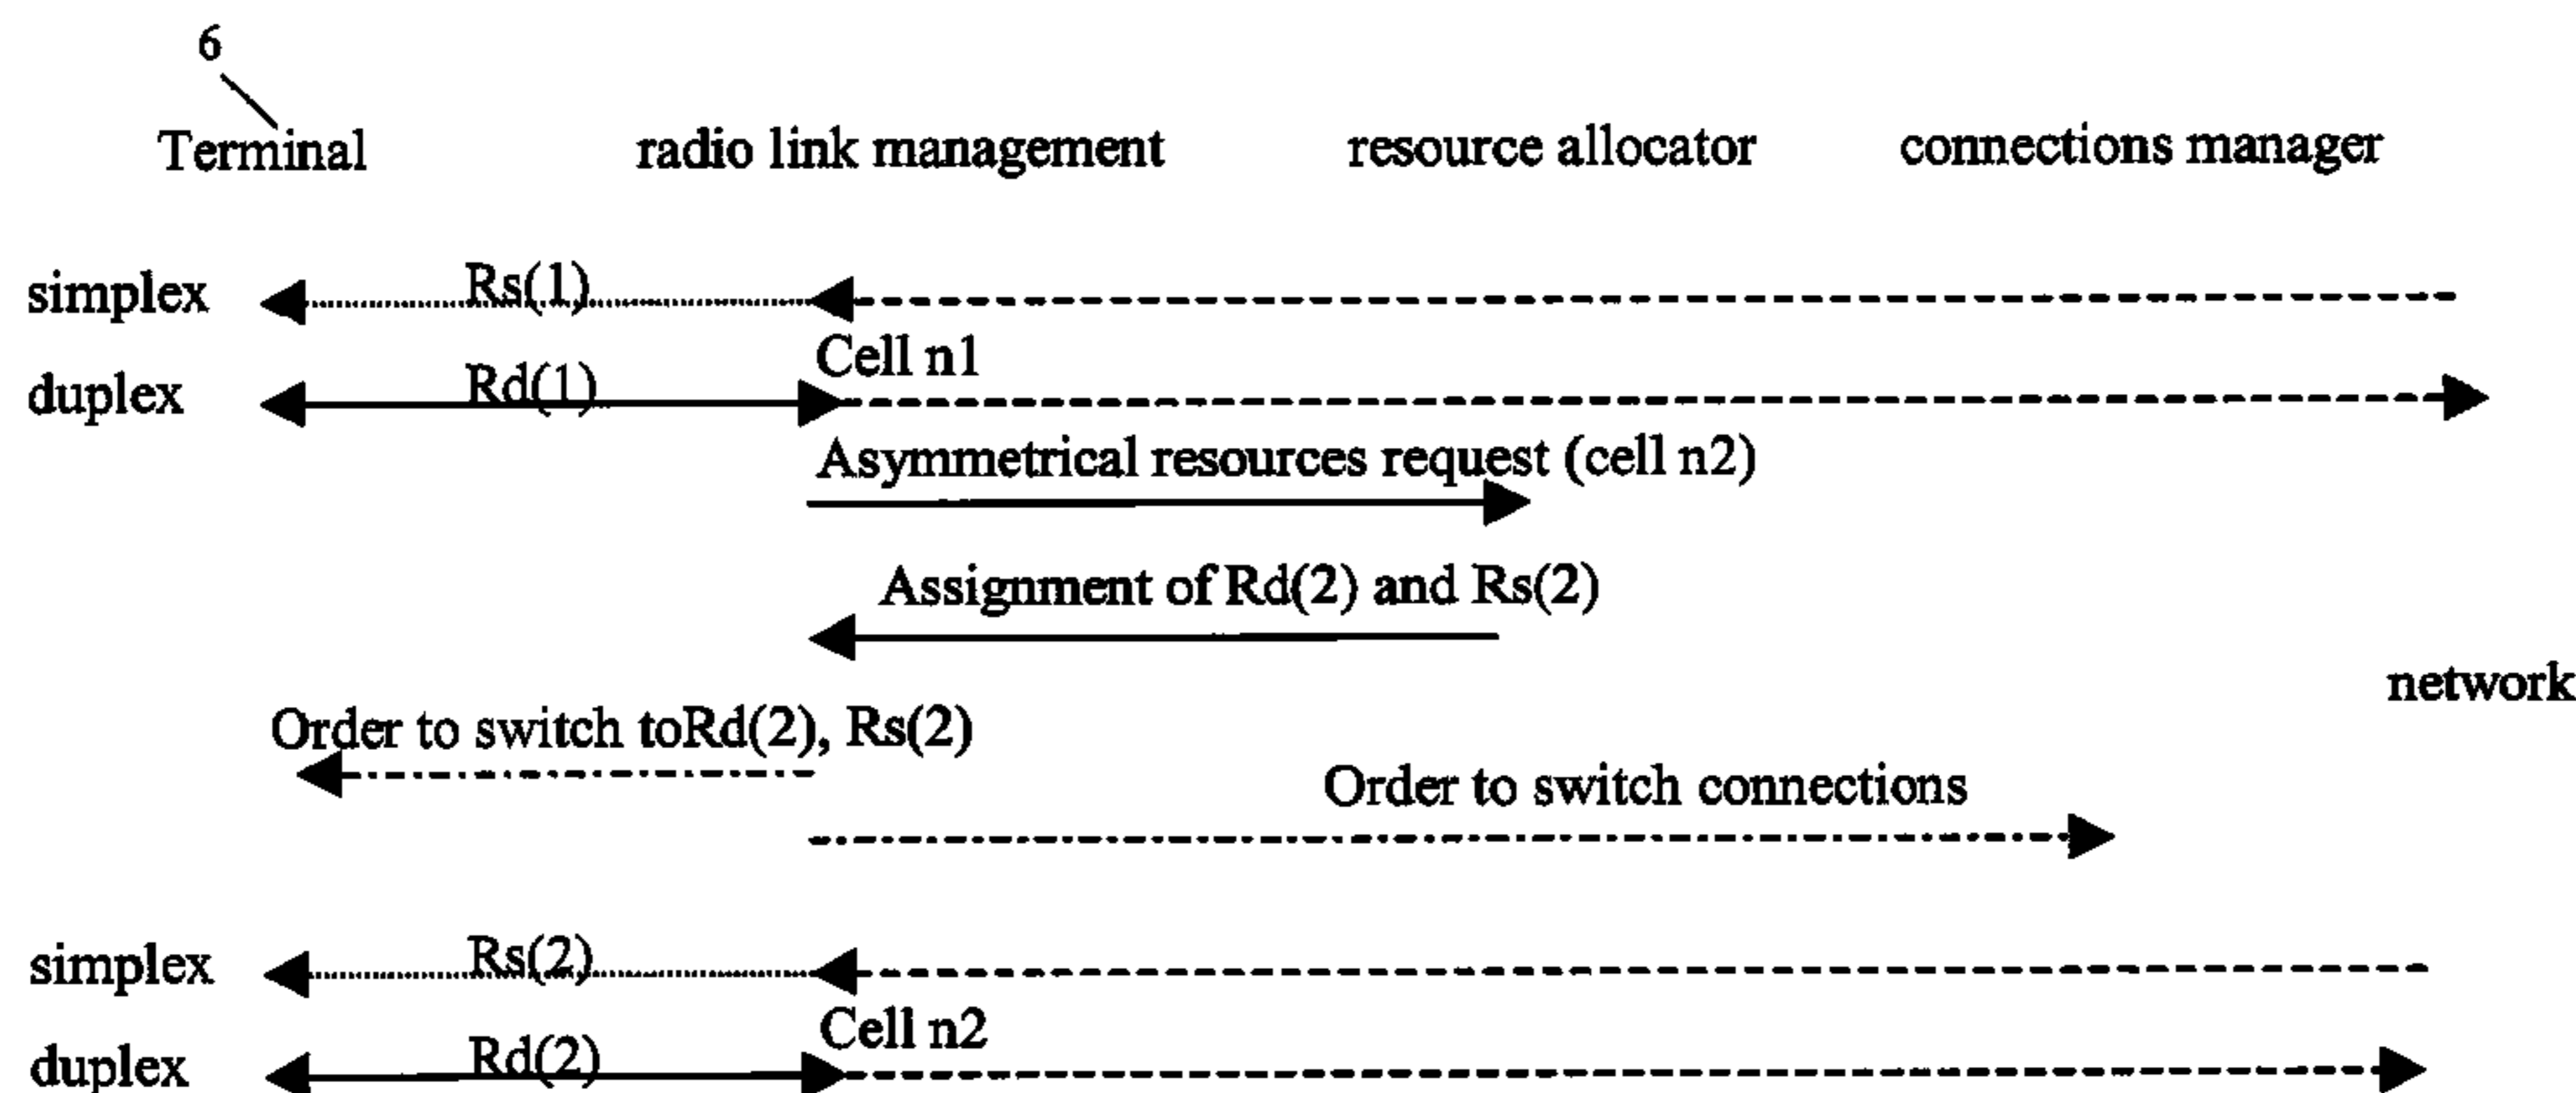 6
Terminal radio link management resource allocator connections manager
simplex Rs(1)
Cell n1
duplex Rd(1)
Asymmetrical resources request (cell n2)
Assignment of Rd(2) and Rs(2)
network
Order to switch toRd(2), Rs(2)
Order to switch connections
simplex Rs(2)
Cell n2
duplex Rd(2)